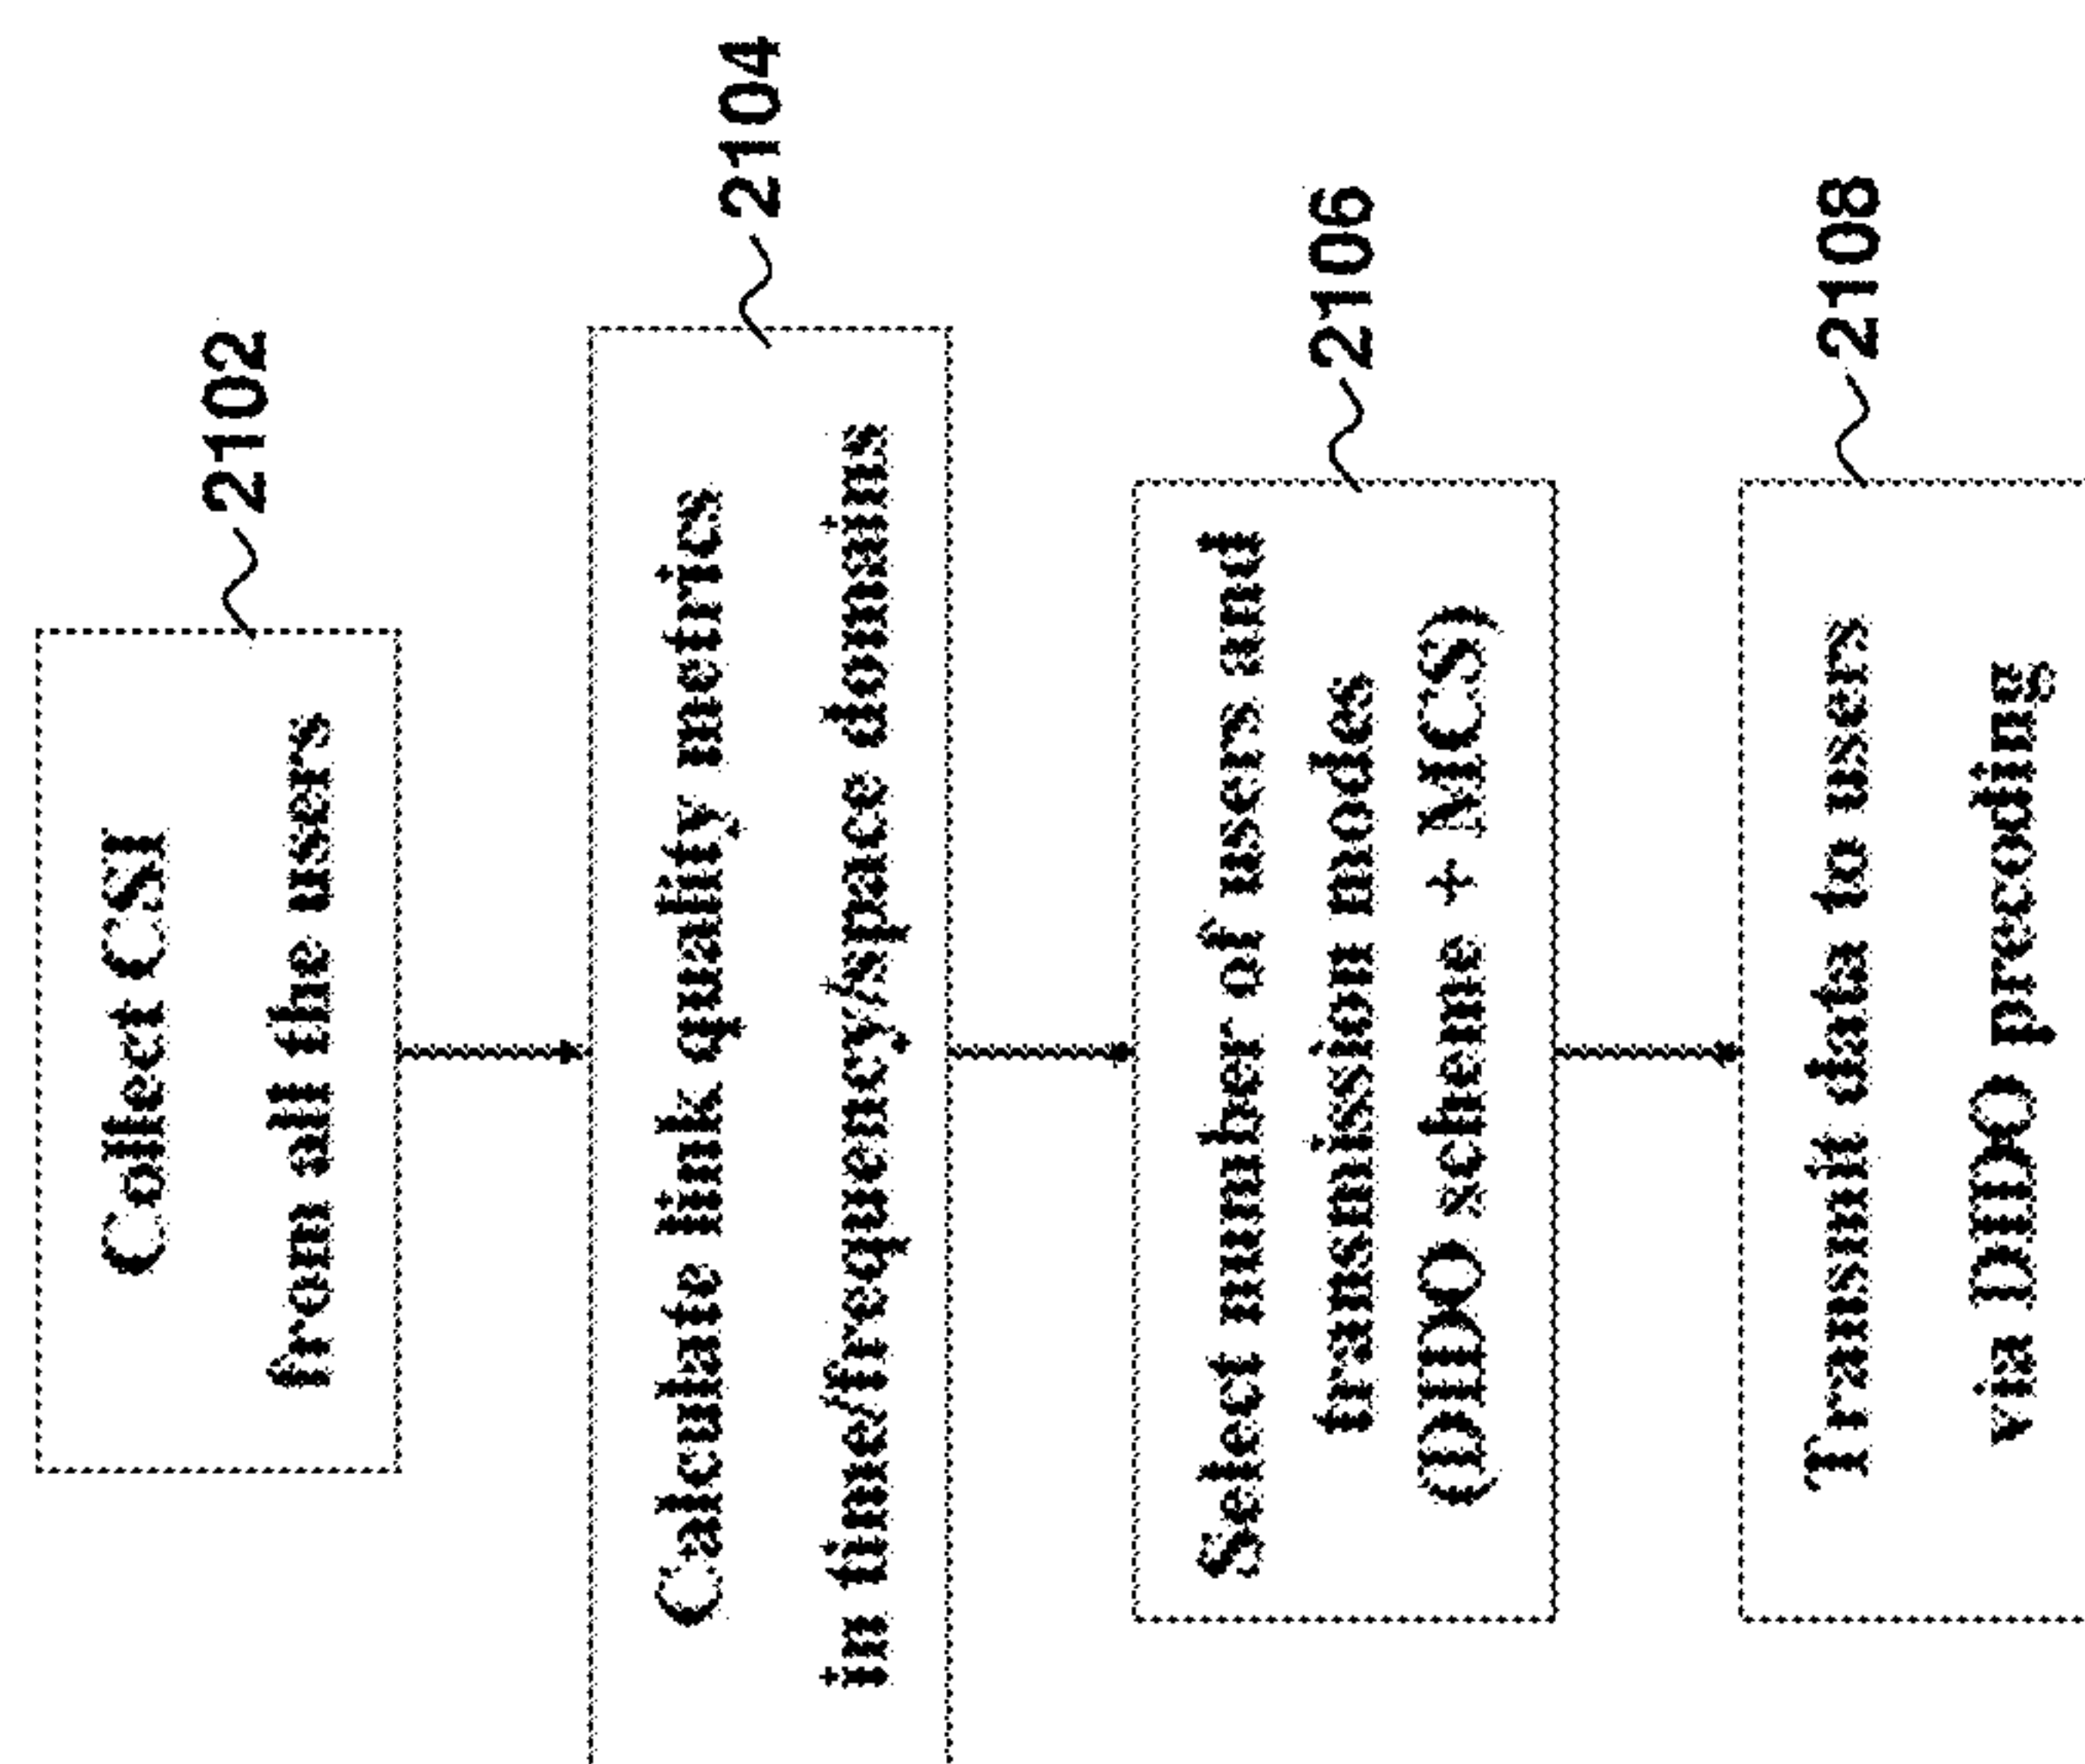 Collect CSI
from all the users
2102
Calculate link quality metrics
in time/frequency/space domains
2104
Select number of users and
transmission modes
(DIDO scheme + MCS)
2106
Transmit data to users
via DIDO precoding
2108